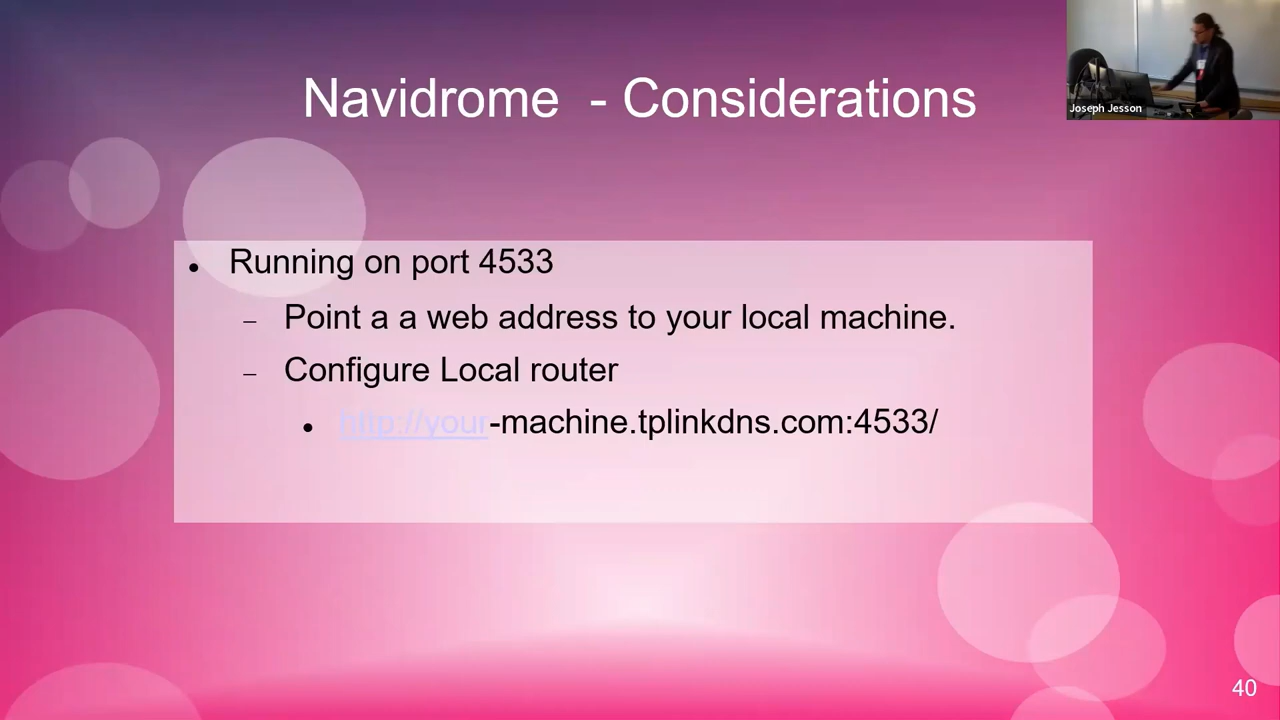 Navidrome - Considerations
Joseph Jesson
Running on port 4533
Point a a web address to your local machine.
Configure Local router
http://your-machine.tplinkdns.com:4533/
40